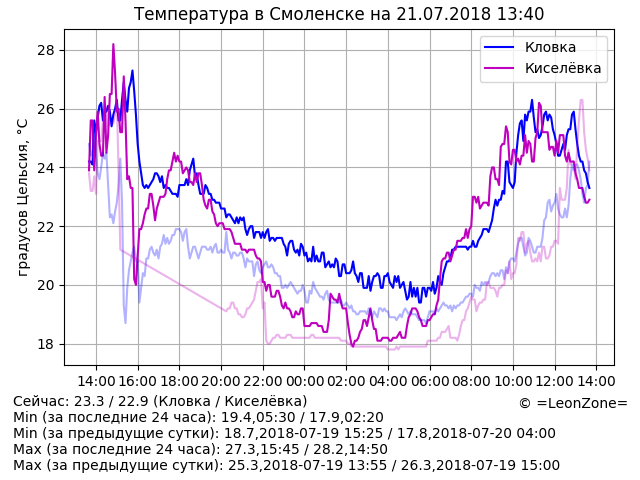 Температура в Смоленске на 21.07.2018 13:40
Кловка
Киселёвка
градусов Цельсия, °C
28
26
24
22
20
18
14:00 16:00 18:00 20:00 22:00 00:00 02:00 04:00 06:00 08:00 10:00 12:00 14:00
Сейчас: 23.3 / 22.9 (Кловка / Киселёвка)
© =LeonZone=
Min (за последние 24 часа): 19.4,05:30 / 17.9,02:20
Min (за предыдущие сутки): 18.7,2018-07-19 15:25 / 17.8,2018-07-20 04:00
Max (за последние 24 часа): 27.3,15:45 / 28.2,14:50
Max (за предыдущие сутки): 25.3,2018-07-19 13:55 / 26.3,2018-07-19 15:00